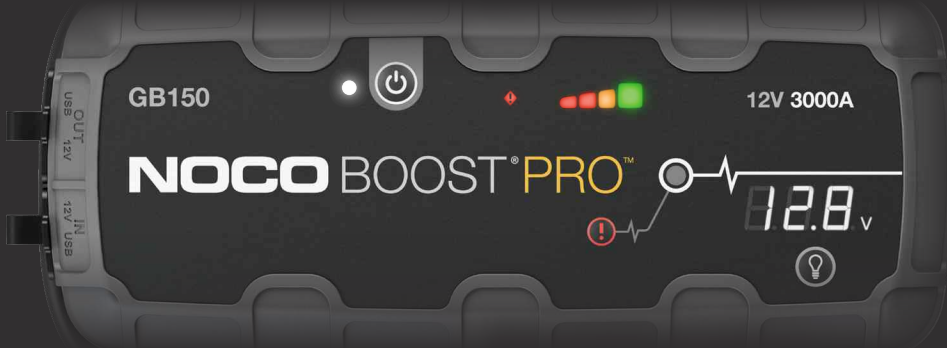 GB150
12V 3000A
OUT
USB 12V
NOCO BOOST® PRO™
IN
12V USB
12.8 V